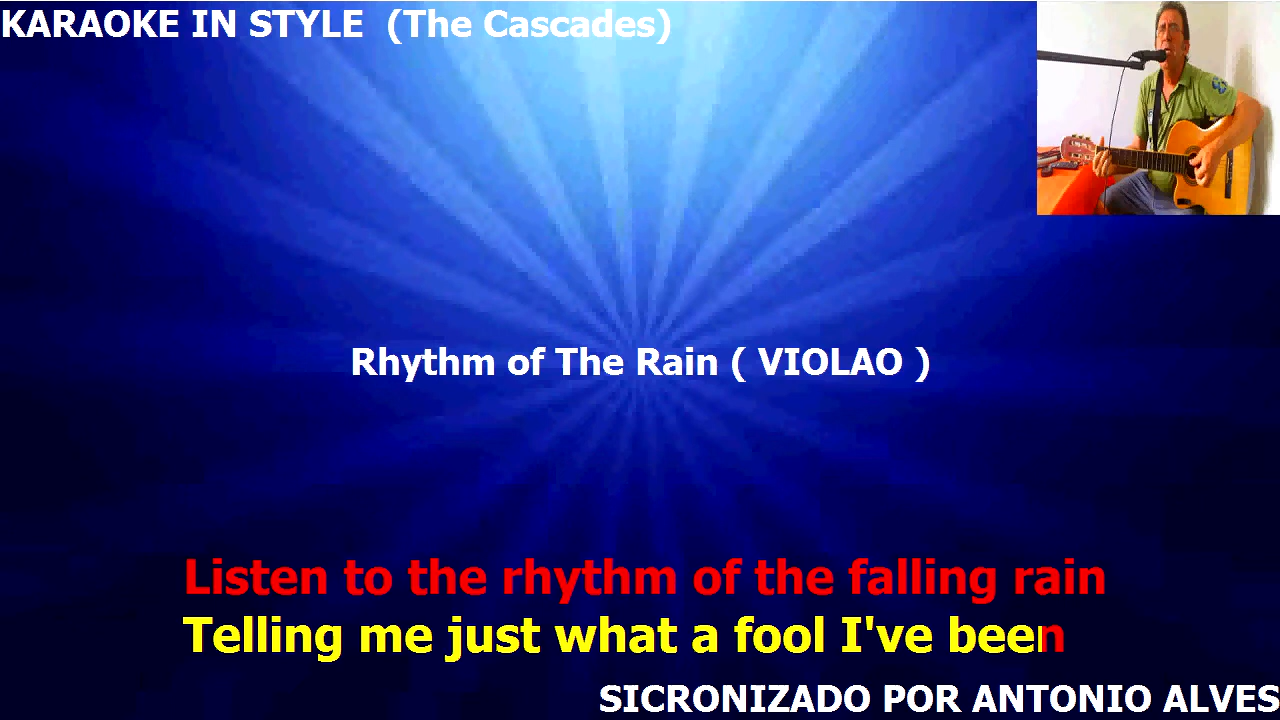 KARAOKE IN STYLE (The Cascades)
Rhythm of The Rain ( VIOLAO )
Listen to the rhythm of the falling rain
Telling me just what a fool I've been
SICRONIZADO POR ANTONIO ALVES